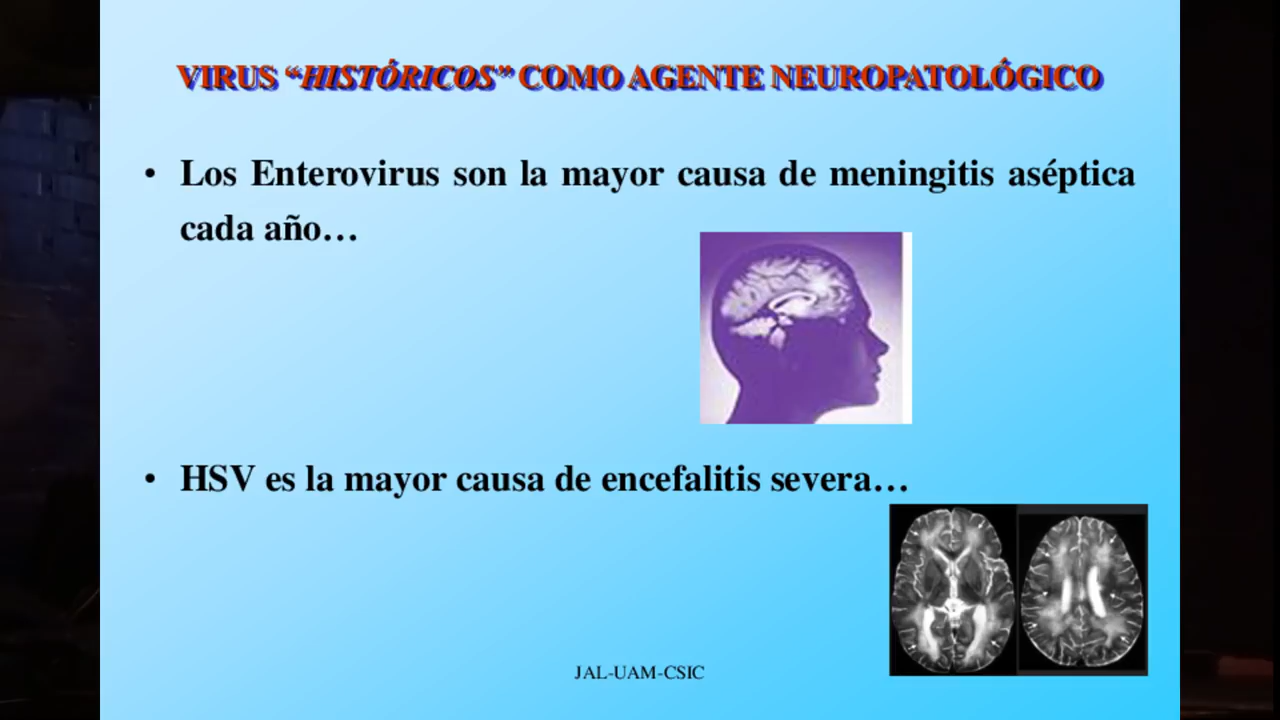 VIRUS “HISTÓRICOS” COMO AGENTE NEUROPATOLÓGICO
• Los Enterovirus son la mayor causa de meningitis aséptica
cada año…
• HSV es la mayor causa de encefalitis severa…
JAL-UAM-CSIC